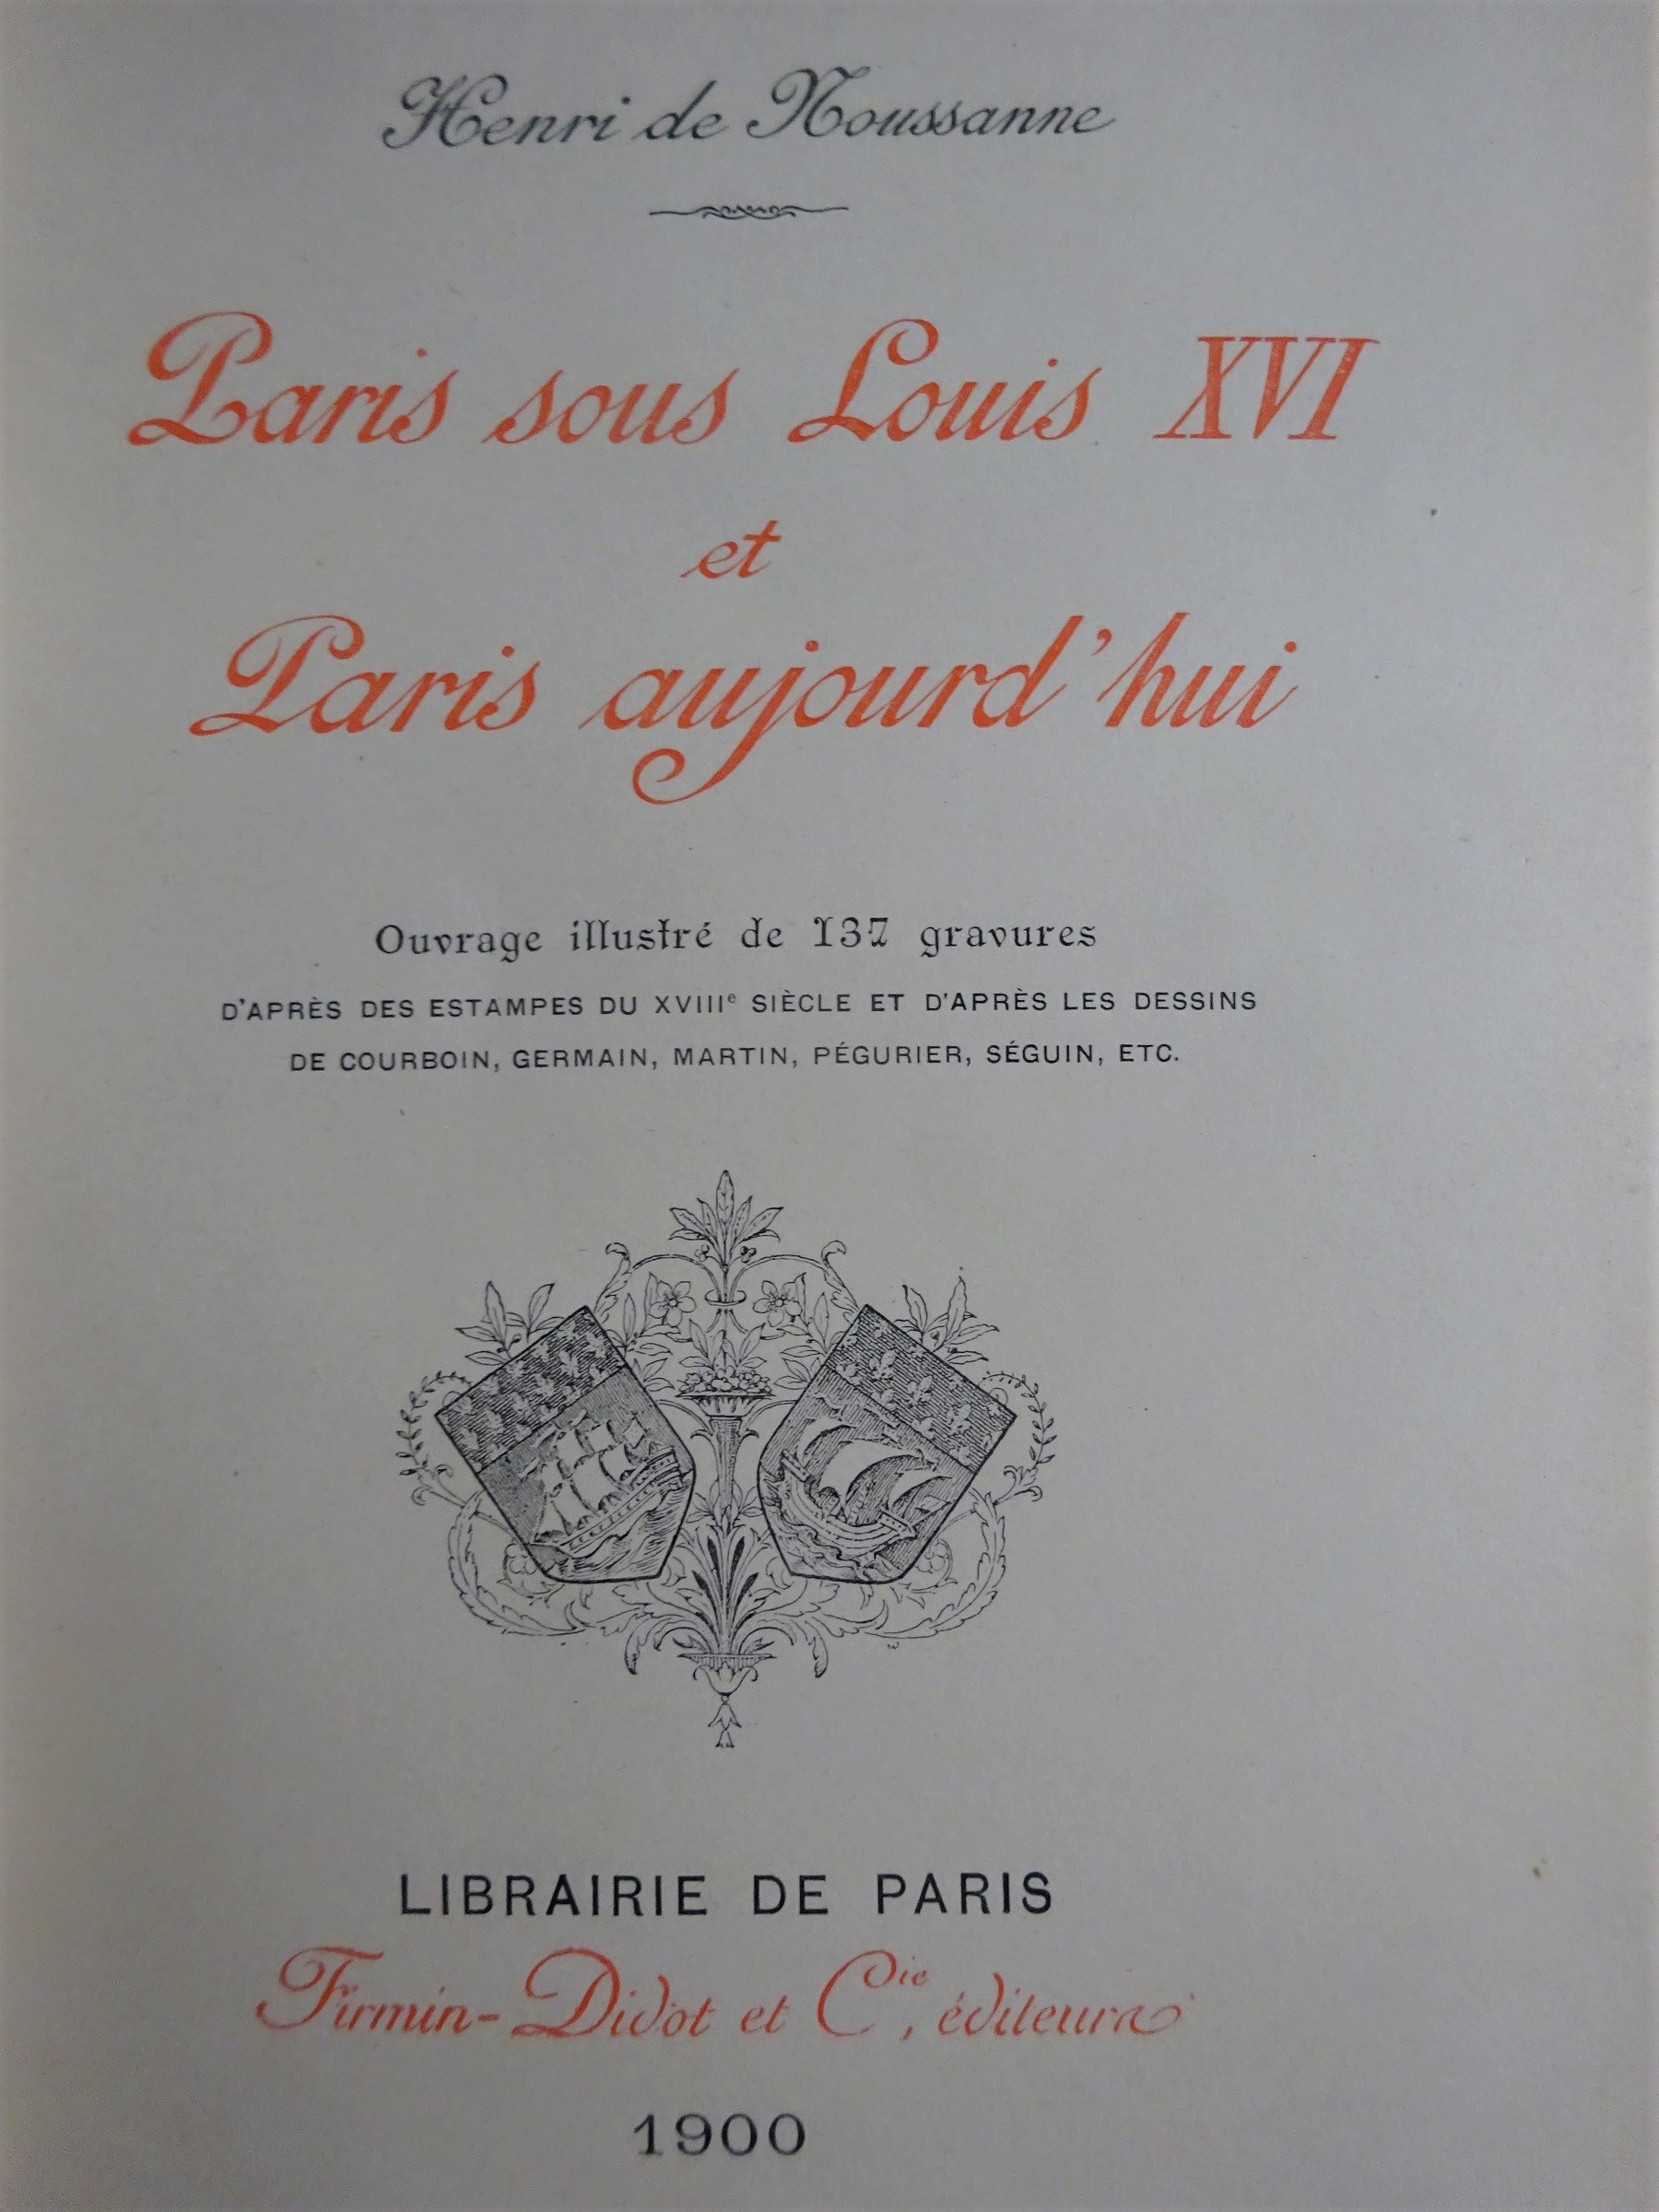 Henri de Noussanne
Paris sous Louis XVI
et
Paris aujourd'hui
Ouvrage illustré de 137 gravures
D'APRÈS DES ESTAMPES DU XVIIIe SIÈCLE ET D'APRÈS LES DESSINS
DE COURBOIN, GERMAIN, MARTIN, PÉGURIER, SÉGUIN, ETC.
LIBRAIRIE DE PARIS
Firmin-Didot et Cie, éditeurs
1900